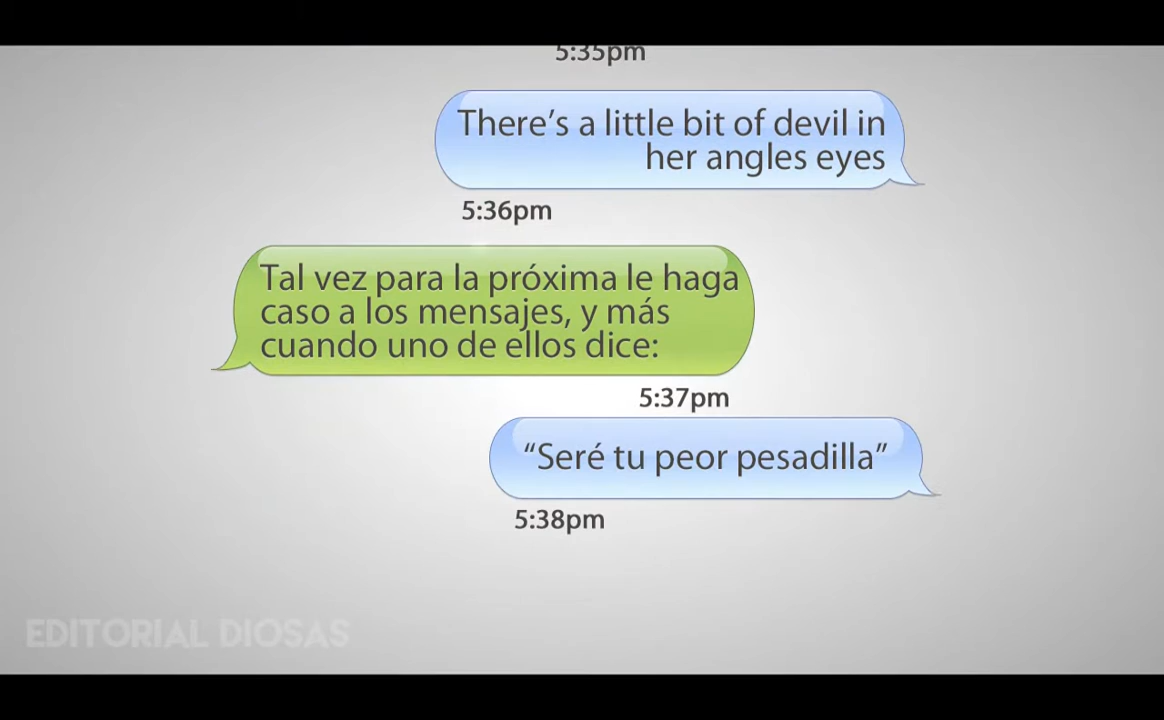 5:35pm
There's a little bit of devil in
her angles eyes
5:36pm
Tal vez para la próxima le haga
caso a los mensajes, y más
cuando uno de ellos dice:
5:37pm
“Seré tu peor pesadilla”
5:38pm
EDITORIAL DIOSAS